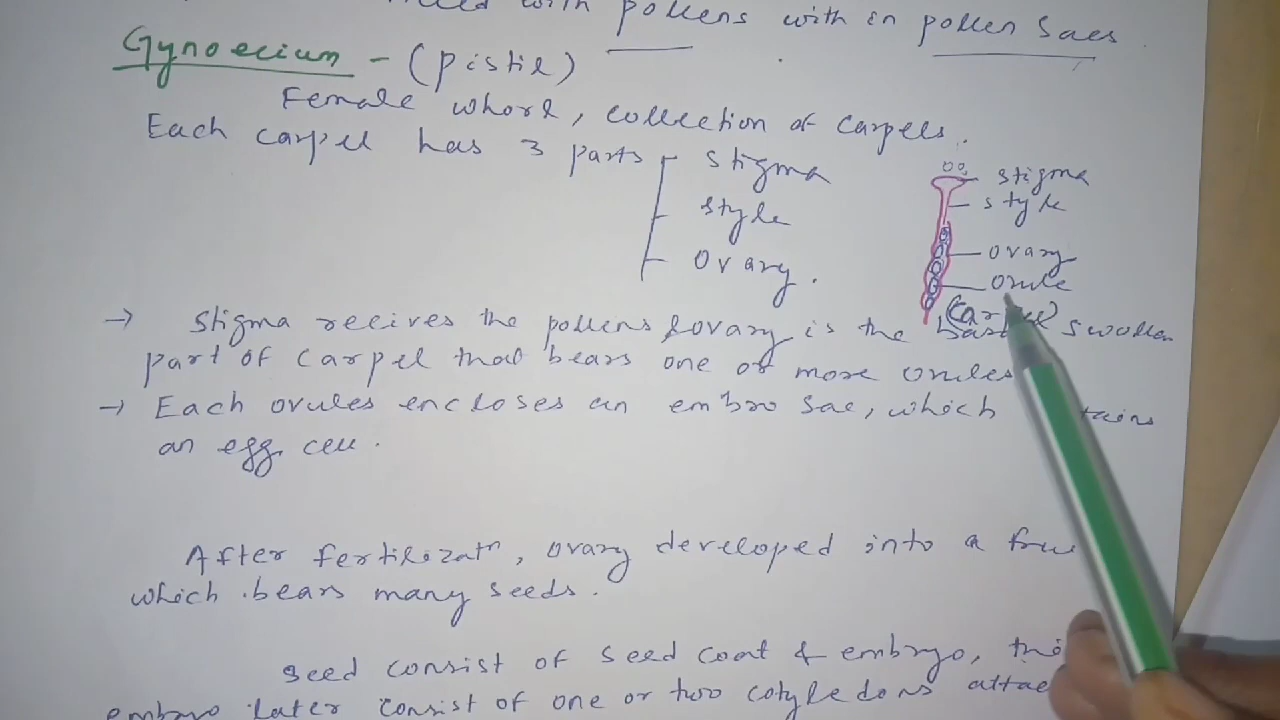 with pollens with in pollen sacs
Gynoecium - (pistil)
Female whorl, collection of carpels.
Each carpel has 3 parts
stigma
style
ovary.
stigma
style
ovary
ovule
→ stigma recives the pollens & ovary is the swollen
part of carpel that bears one or more ovules
→ Each ovules encloses an embro sac, which
an egg cell.
After fertilizatn, ovary developed into a
which bears many seeds.
seed consist of seed coat & embryo,
embryo later consist of one or two cotyledons